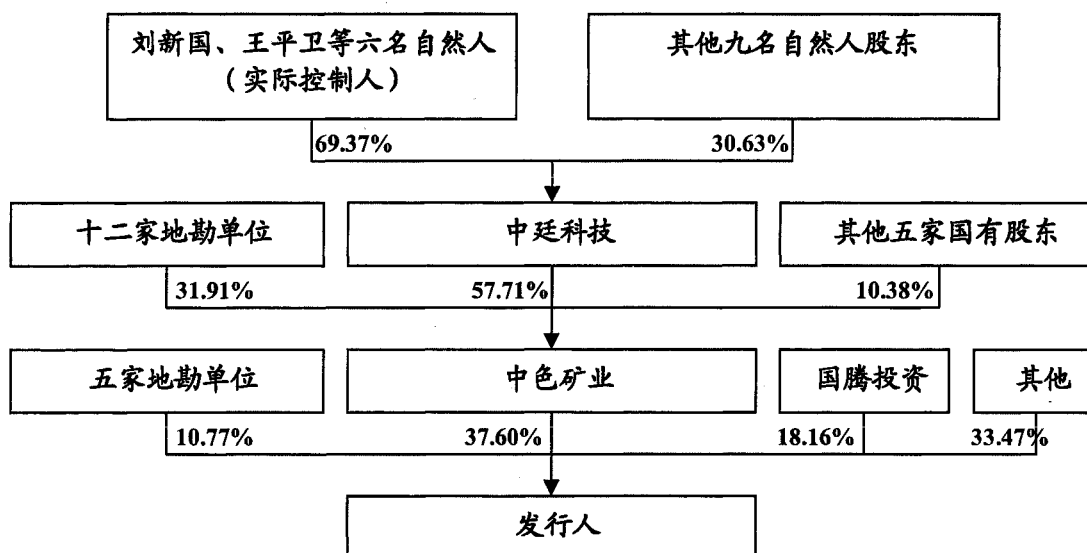 刘新国、王平卫等六名自然人
（实际控制人）
其他九名自然人股东
69.37%
30.63%
十二家地勘单位
中廷科技
其他五家国有股东
31.91%
57.71%
10.38%
五家地勘单位
中色矿业
国腾投资
其他
10.77%
37.60%
18.16%
33.47%
发行人